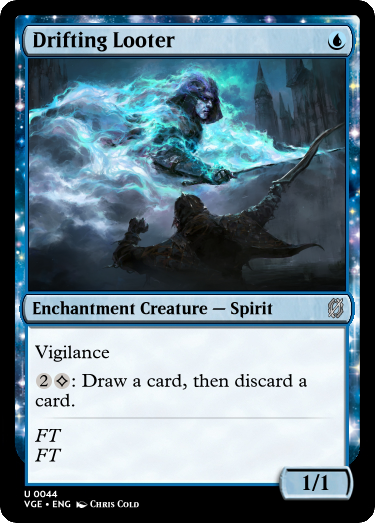 Drifting Looter
Enchantment Creature — Spirit
Vigilance
2◇: Draw a card, then discard a
card.
FT
FT
1/1
U 0044
VGE • ENG Chris Cold